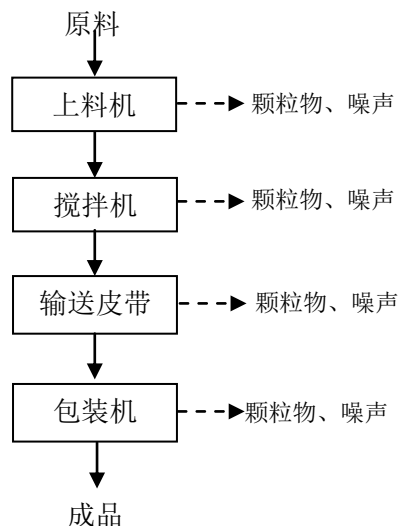 原料
上料机
颗粒物、噪声
搅拌机
颗粒物、噪声
输送皮带
颗粒物、噪声
包装机
颗粒物、噪声
成品